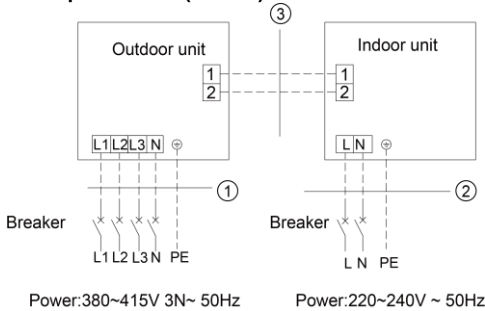 ③
Outdoor unit
Indoor unit
1 1
2 2
L1 L2 L3 N
L N
① ②
Breaker Breaker
L1 L2 L3 N PE
L N PE
Power:380~415V 3N~ 50Hz
Power:220~240V ~ 50Hz